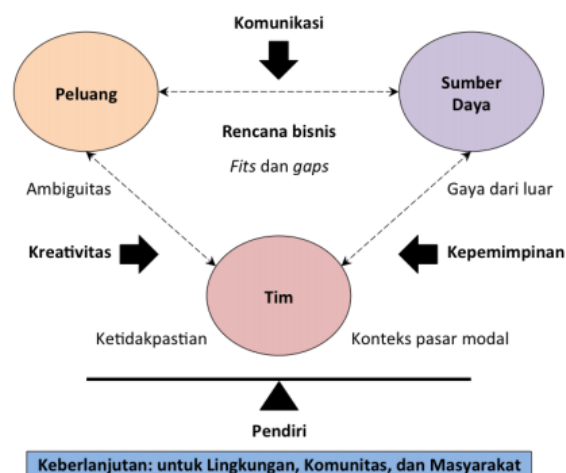 Komunikasi
Peluang
Sumber
Daya
Rencana bisnis
Fits dan gaps
Ambiguitas
Gaya dari luar
Kreativitas
Kepemimpinan
Tim
Ketidakpastian
Konteks pasar modal
Pendiri
Keberlanjutan: untuk Lingkungan, Komunitas, dan Masyarakat